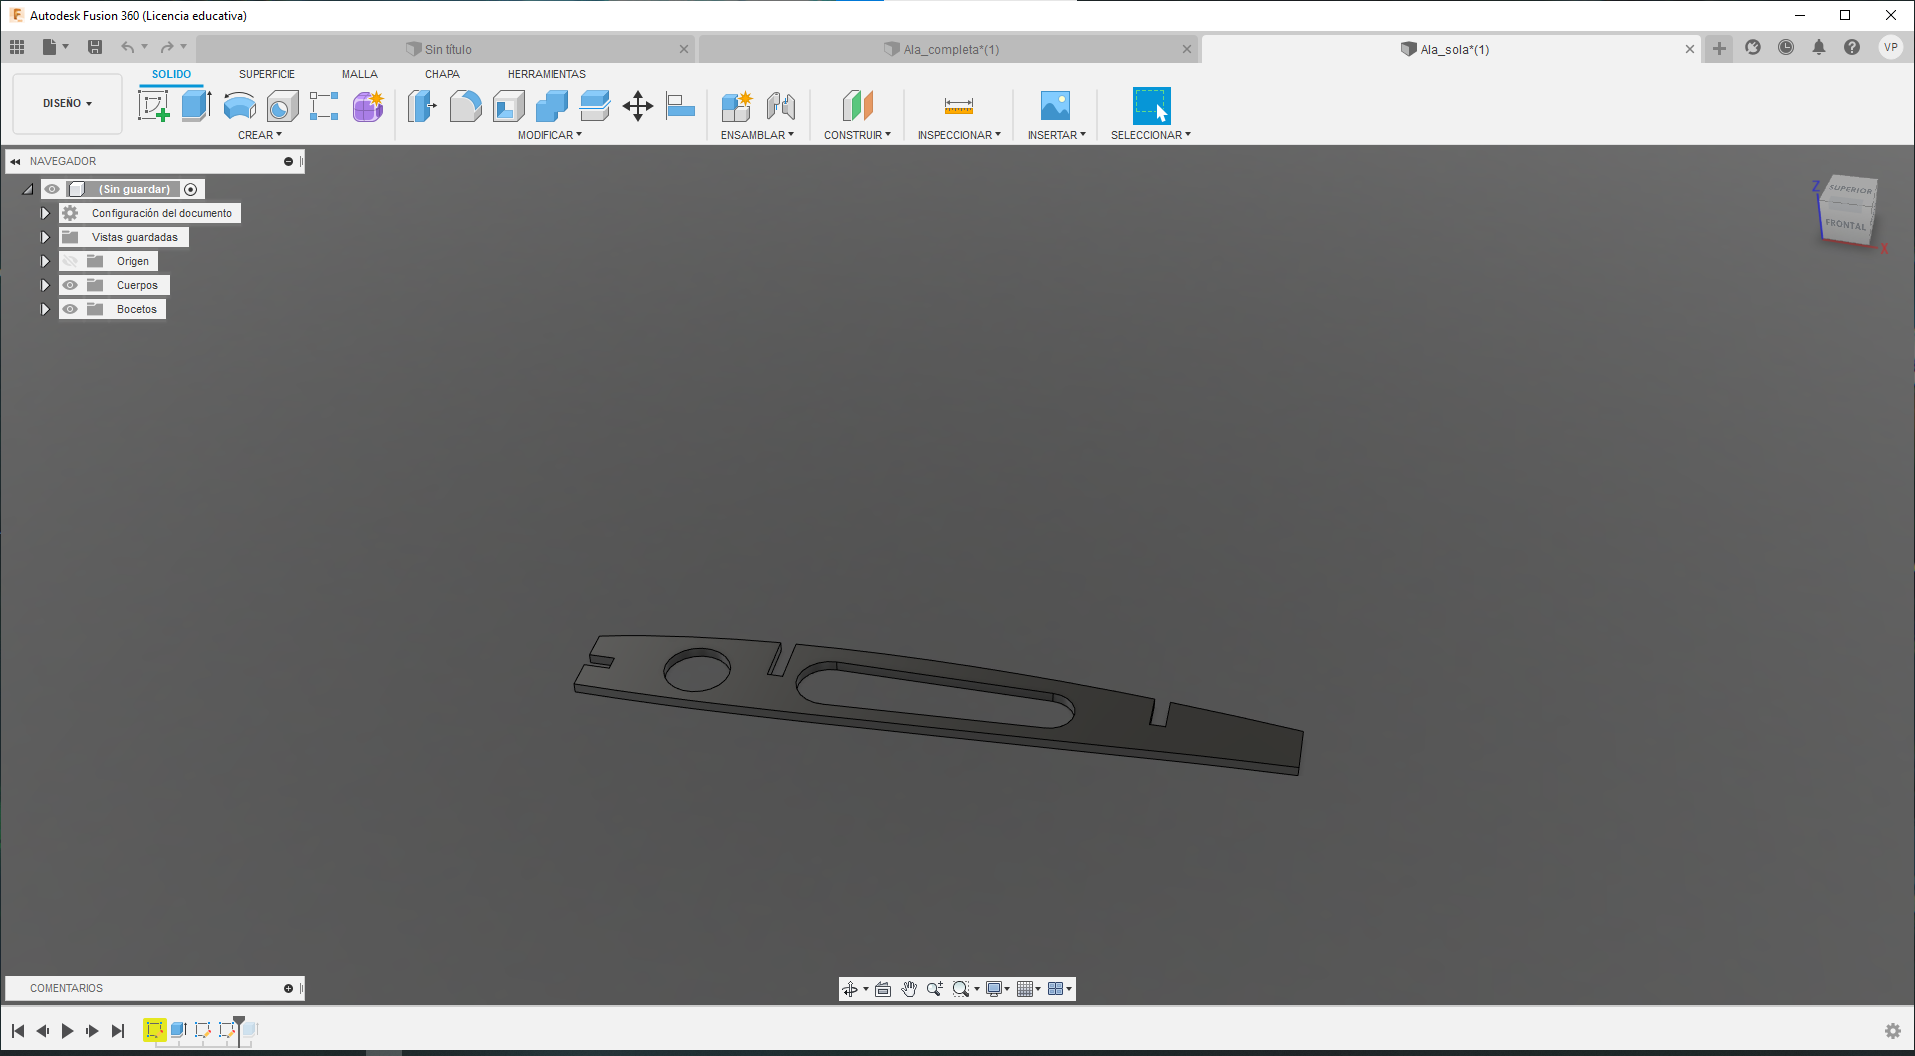 Autodesk Fusion 360 (Licencia educativa)
Sin título
Ala_completa*(1)
Ala_sola*(1)
VP
DISEÑO
SOLIDO
SUPERFICIE
MALLA
CHAPA
HERRAMIENTAS
CREAR
MODIFICAR
ENSAMBLAR
CONSTRUIR
INSPECCIONAR
INSERTAR
SELECCIONAR
NAVEGADOR
(Sin guardar)
Configuración del documento
Vistas guardadas
Origen
Cuerpos
Bocetos
Z
SUPERIOR
FRONTAL
X
COMENTARIOS